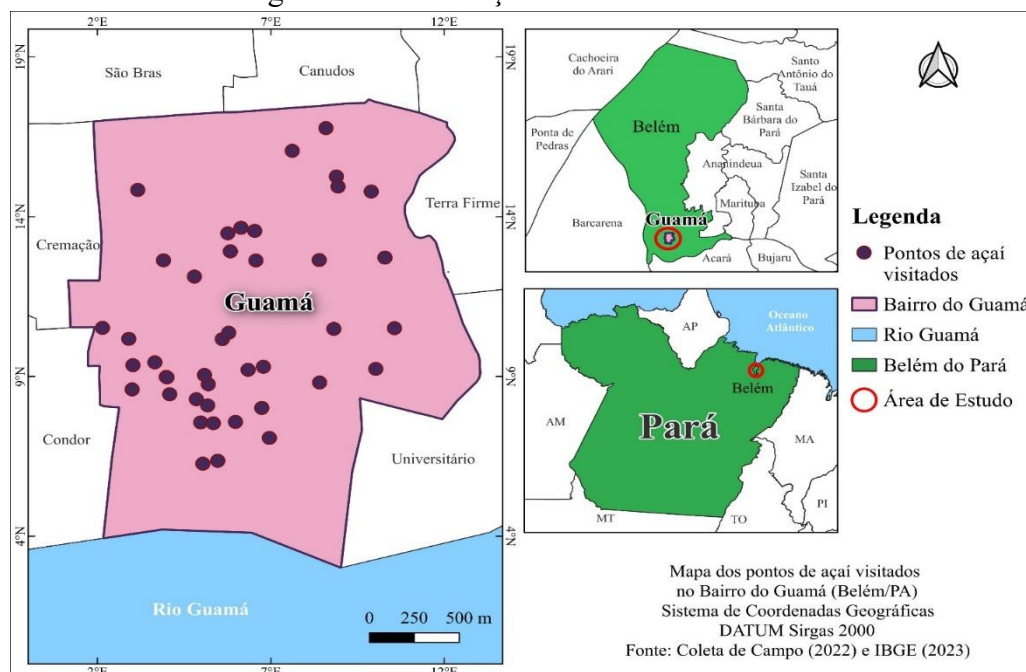 2°E 7°E 12°E
19°N
19°N
São Bras
Canudos
14°N
14°N
Terra Firme
Cremação
Guamá
9°N
9°N
Condor
Universitário
4°N
4°N
Rio Guamá
0 250 500 m
2°E 7°E 12°E
Cachoeira
do Arari
Santo
Antônio do
Tauá
Santa
Bárbara do
Pará
Belém
Ponta de
Pedras
Ananindeua
Santa
Izabel do
Pará
Marituba
Guamá
Barcarena
Acará
Bujaru
Oceano
Atlântico
AP
Belém
AM
Pará
MA
PI
MT
TO
Legenda
Pontos de açaí
visitados
Bairro do Guamá
Rio Guamá
Belém do Pará
Área de Estudo
Mapa dos pontos de açaí visitados
no Bairro do Guamá (Belém/PA)
Sistema de Coordenadas Geográficas
DATUM Sirgas 2000
Fonte: Coleta de Campo (2022) e IBGE (2023)